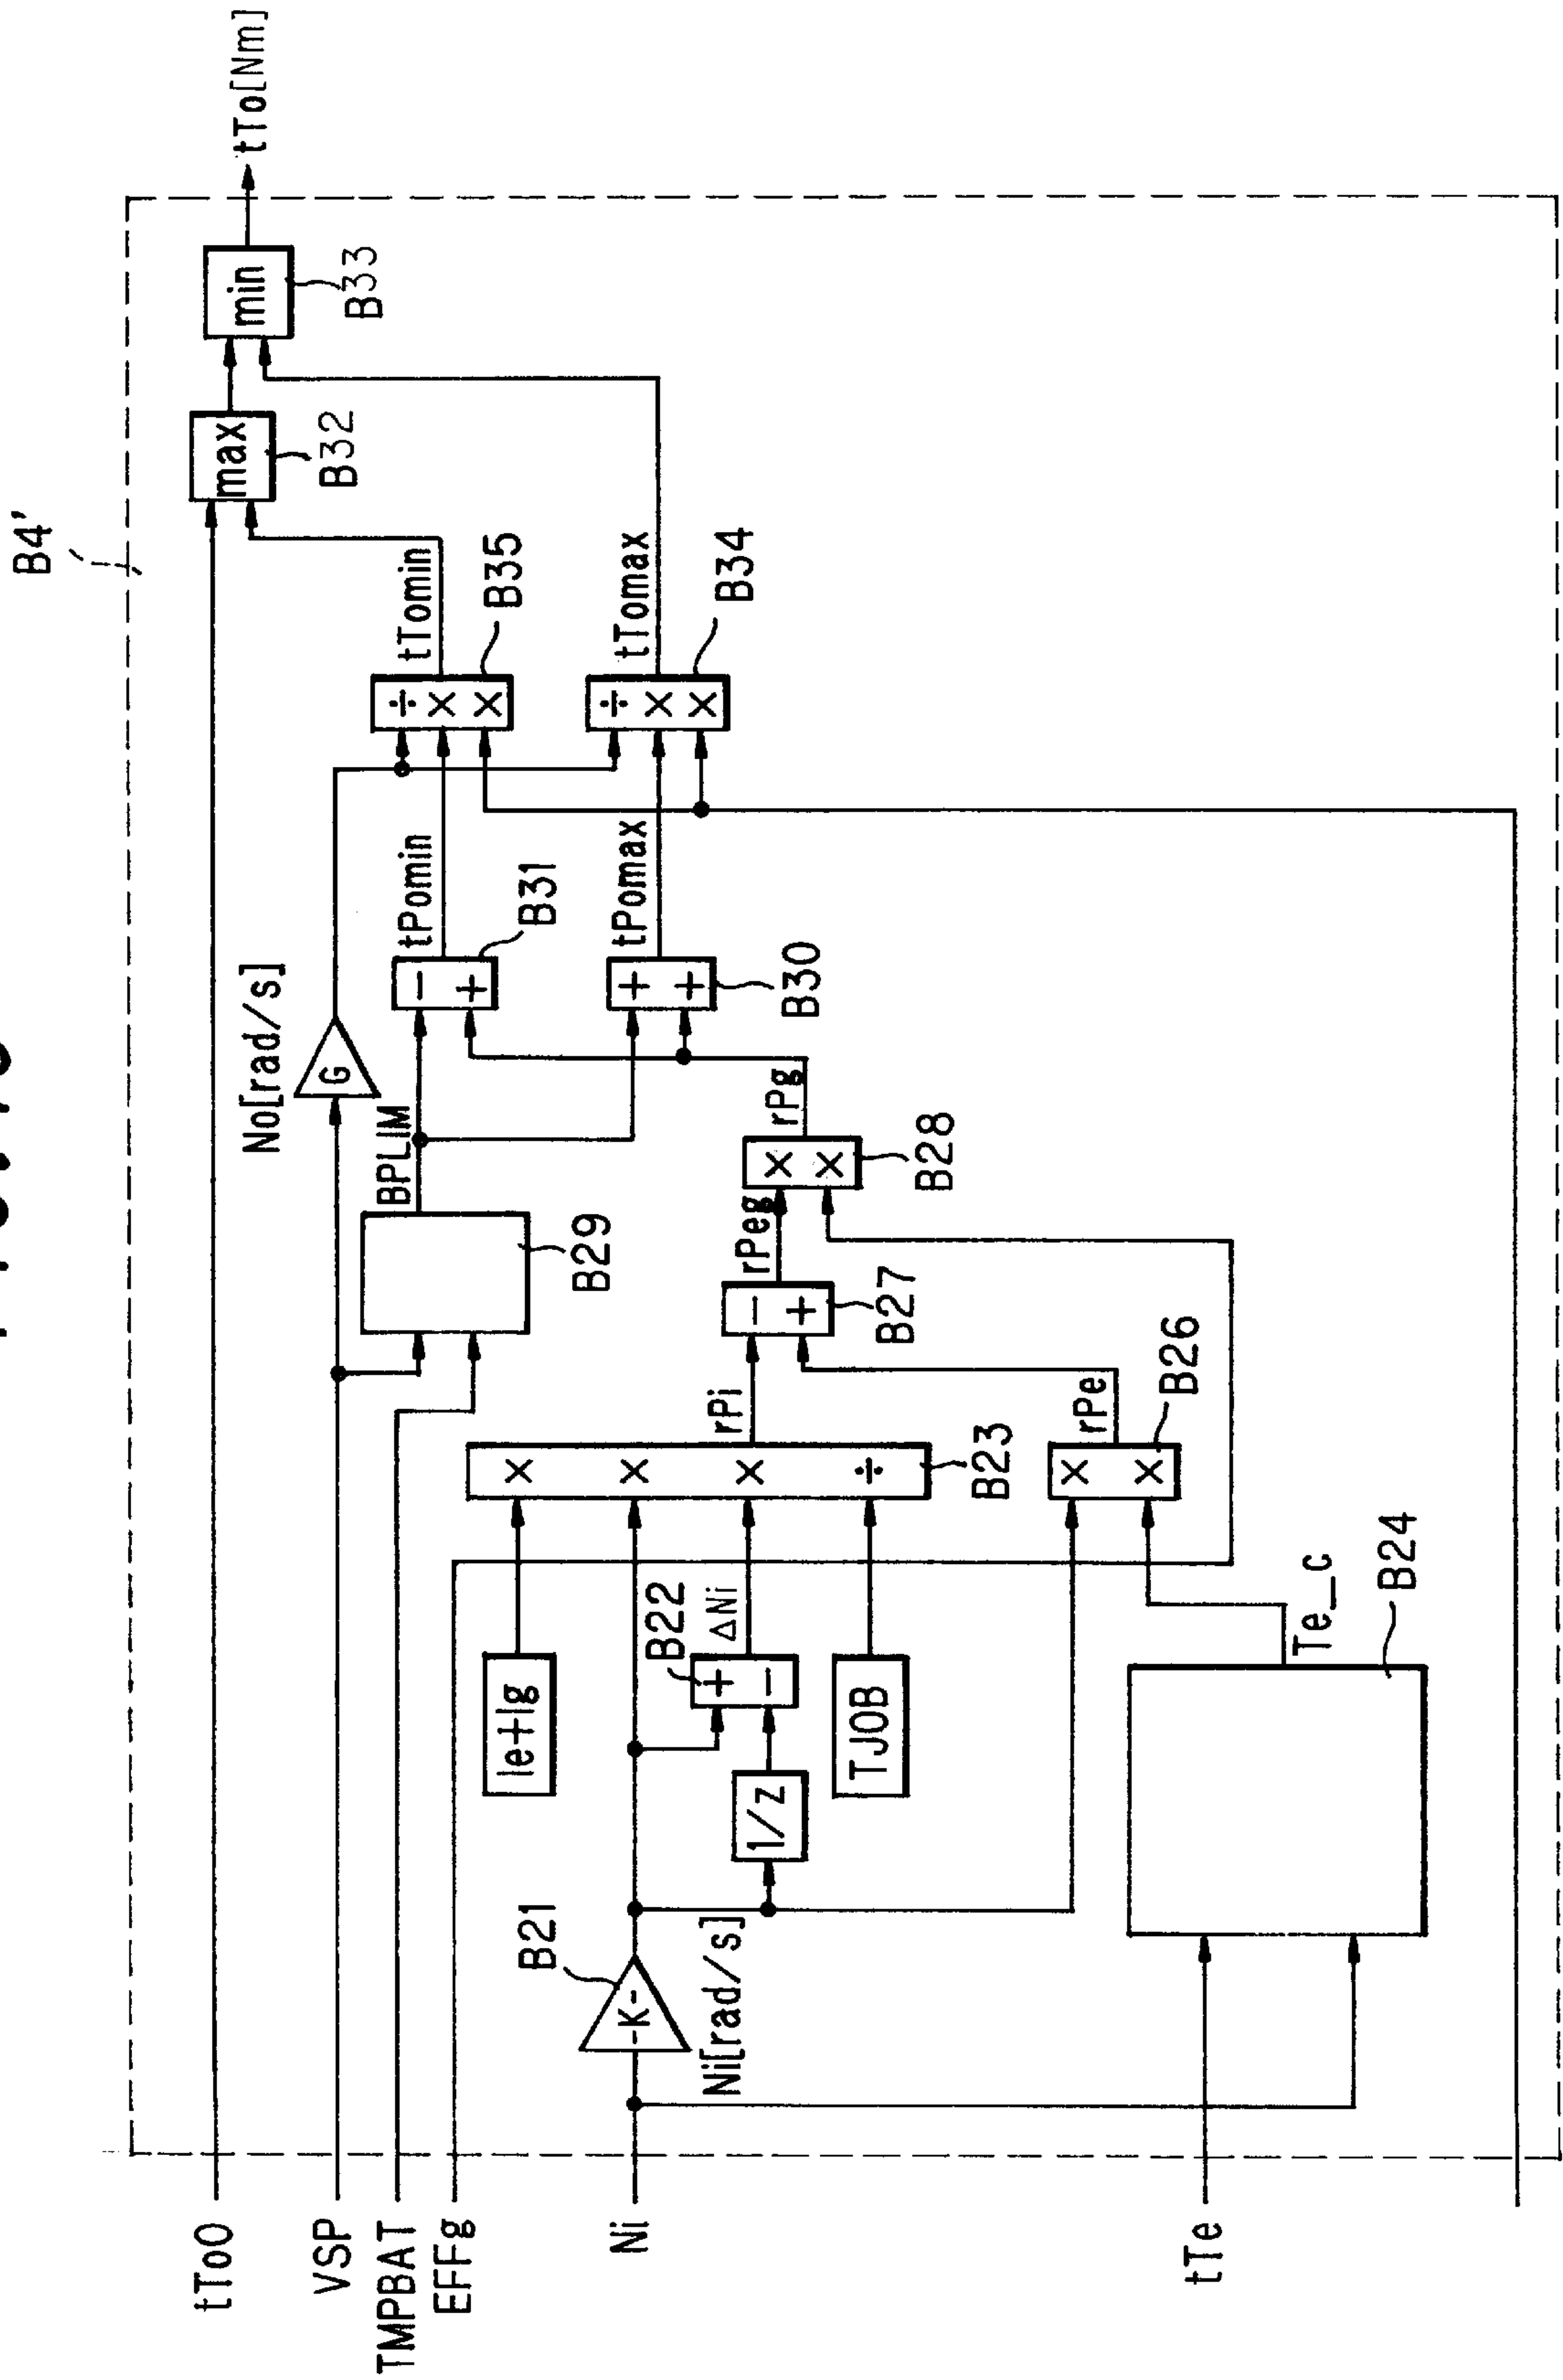 B4'
tTo0
VSP
TMPBAT
EFFg
Ni
tTe
B21
-K-
Ni[rad/s]
Ie+Ig
1/Z
B22
+
−
ΔNi
TJOB
×
×
×
÷
B23
rPi
B24
Te_c
×
×
B26
rPe
−
+
B27
rPeg
×
×
B28
rPg
B29
BPLIM
No[rad/s]
G
−
+
B31
tPomin
+
+
B30
tPomax
÷
×
×
B35
tTomin
÷
×
×
B34
tTomax
max
B32
min
B33
tTo[Nm]